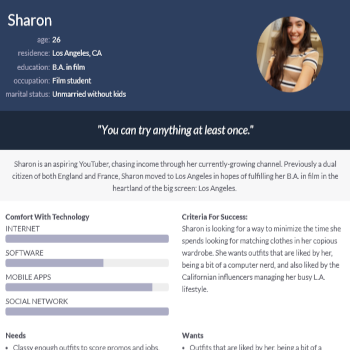 Sharon
age: 26
residence: Los Angeles, CA
education: B.A. in film
occupation: Film student
marital status: Unmarried without kids
"You can try anything at least once."
Sharon is an aspiring YouTuber, chasing income through her currently-growing channel. Previously a dual
citizen of both England and France, Sharon moved to Los Angeles in hopes of fulfilling her B.A. in film in the
heartland of the big screen: Los Angeles.
Comfort With Technology
INTERNET
SOFTWARE
MOBILE APPS
SOCIAL NETWORK
Criteria For Success:
Sharon is looking for a way to minimize the time she
spends looking for matching clothes in her copious
wardrobe. She wants outfits that are liked by her,
being a bit of a computer nerd, and also liked by the
Californian influencers managing her busy L.A.
lifestyle.
Needs
• Classy enough outfits to score promos and jobs,
Wants
• Outfits that are liked by her, being a bit of a